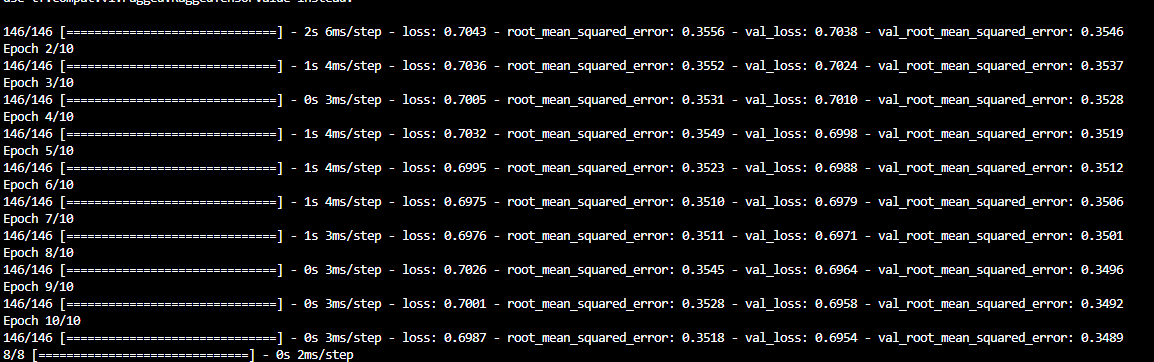 use tf.compat.v1.ragged.RaggedTensorValue instead.
146/146 [==============================] - 2s 6ms/step - loss: 0.7043 - root_mean_squared_error: 0.3556 - val_loss: 0.7038 - val_root_mean_squared_error: 0.3546
Epoch 2/10
146/146 [==============================] - 1s 4ms/step - loss: 0.7036 - root_mean_squared_error: 0.3552 - val_loss: 0.7024 - val_root_mean_squared_error: 0.3537
Epoch 3/10
146/146 [==============================] - 0s 3ms/step - loss: 0.7005 - root_mean_squared_error: 0.3531 - val_loss: 0.7010 - val_root_mean_squared_error: 0.3528
Epoch 4/10
146/146 [==============================] - 1s 4ms/step - loss: 0.7032 - root_mean_squared_error: 0.3549 - val_loss: 0.6998 - val_root_mean_squared_error: 0.3519
Epoch 5/10
146/146 [==============================] - 1s 4ms/step - loss: 0.6995 - root_mean_squared_error: 0.3523 - val_loss: 0.6988 - val_root_mean_squared_error: 0.3512
Epoch 6/10
146/146 [==============================] - 1s 4ms/step - loss: 0.6975 - root_mean_squared_error: 0.3510 - val_loss: 0.6979 - val_root_mean_squared_error: 0.3506
Epoch 7/10
146/146 [==============================] - 1s 3ms/step - loss: 0.6976 - root_mean_squared_error: 0.3511 - val_loss: 0.6971 - val_root_mean_squared_error: 0.3501
Epoch 8/10
146/146 [==============================] - 0s 3ms/step - loss: 0.7026 - root_mean_squared_error: 0.3545 - val_loss: 0.6964 - val_root_mean_squared_error: 0.3496
Epoch 9/10
146/146 [==============================] - 0s 3ms/step - loss: 0.7001 - root_mean_squared_error: 0.3528 - val_loss: 0.6958 - val_root_mean_squared_error: 0.3492
Epoch 10/10
146/146 [==============================] - 0s 3ms/step - loss: 0.6987 - root_mean_squared_error: 0.3518 - val_loss: 0.6954 - val_root_mean_squared_error: 0.3489
8/8 [==============================] - 0s 2ms/step